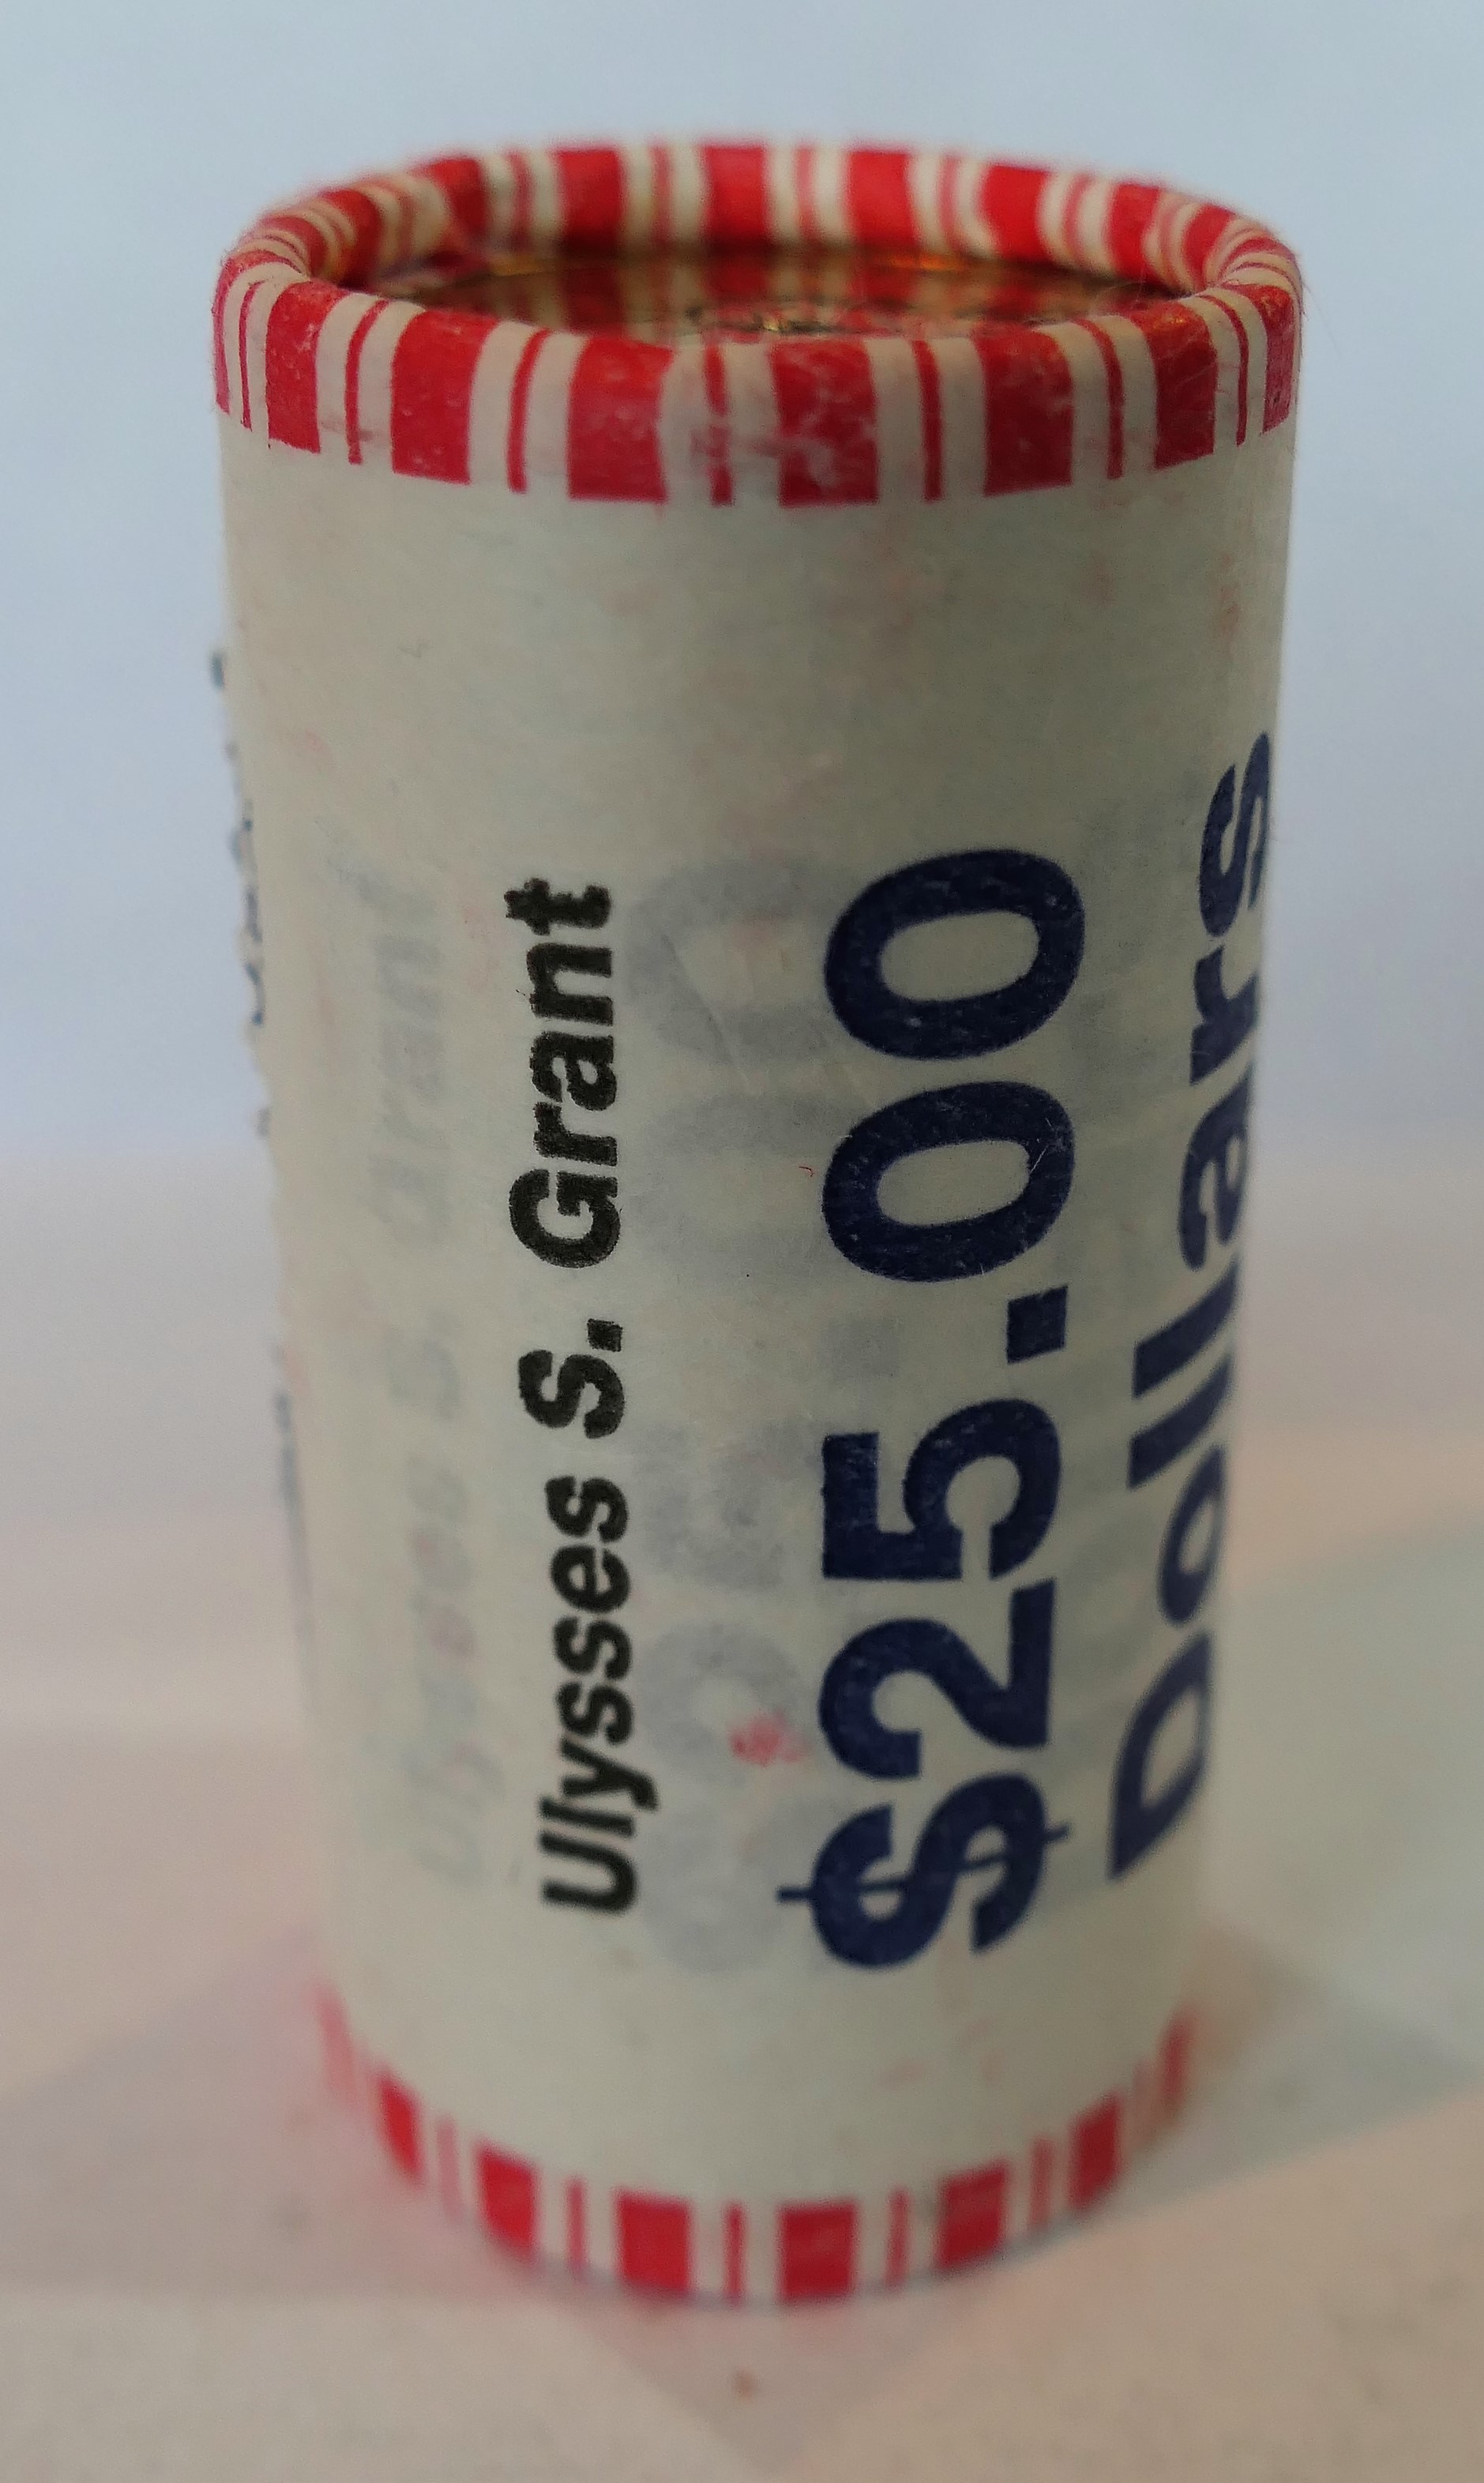 Ulysses S. Grant
$25.00
Dollars